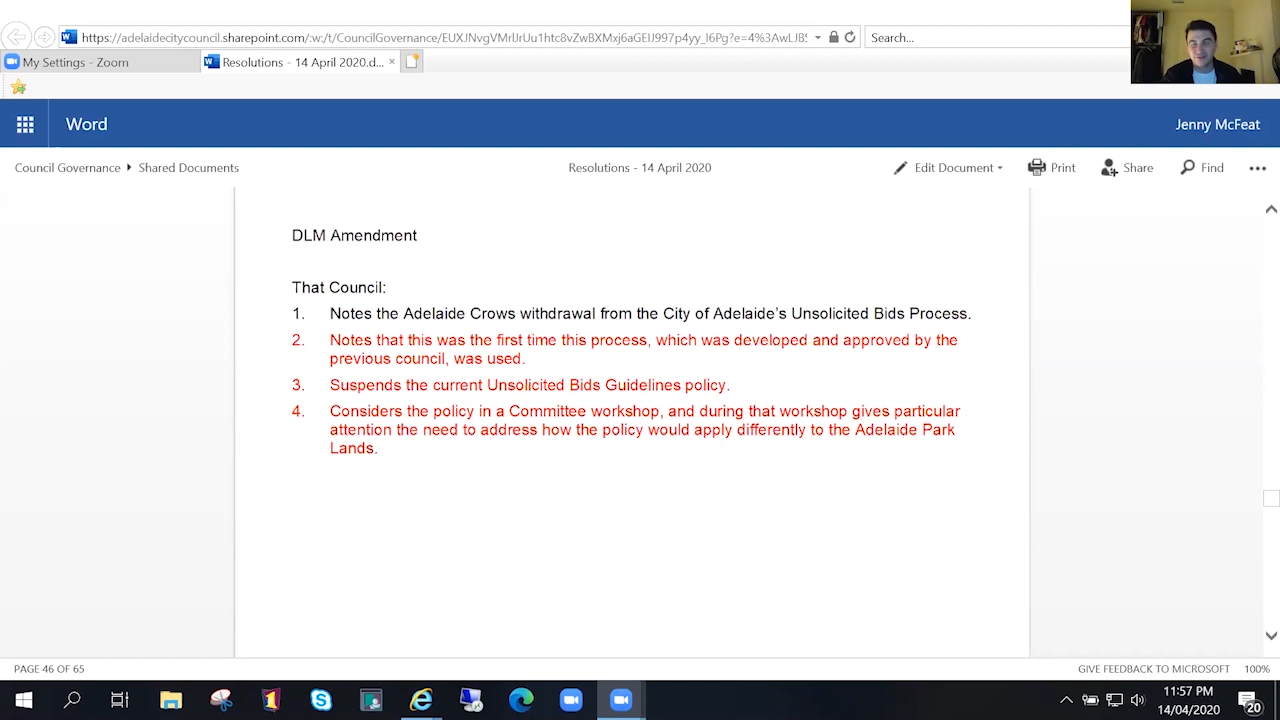 https://adelaidecitycouncil.sharepoint.com/:w:/t/CouncilGovernance/
Search...
My Settings - Zoom
Resolutions - 14 April 2020.d...
Word
Jenny McFeat
Council Governance
Shared Documents
Resolutions - 14 April 2020
Edit Document
Print
Share
Find
DLM Amendment
That Council:
1. Notes the Adelaide Crows withdrawal from the City of Adelaide’s Unsolicited Bids Process.
2. Notes that this was the first time this process, which was developed and approved by the
previous council, was used.
3. Suspends the current Unsolicited Bids Guidelines policy.
4. Considers the policy in a Committee workshop, and during that workshop gives particular
attention the need to address how the policy would apply differently to the Adelaide Park
Lands.
PAGE 46 OF 65
GIVE FEEDBACK TO MICROSOFT
100%
11:57 PM
14/04/2020
20